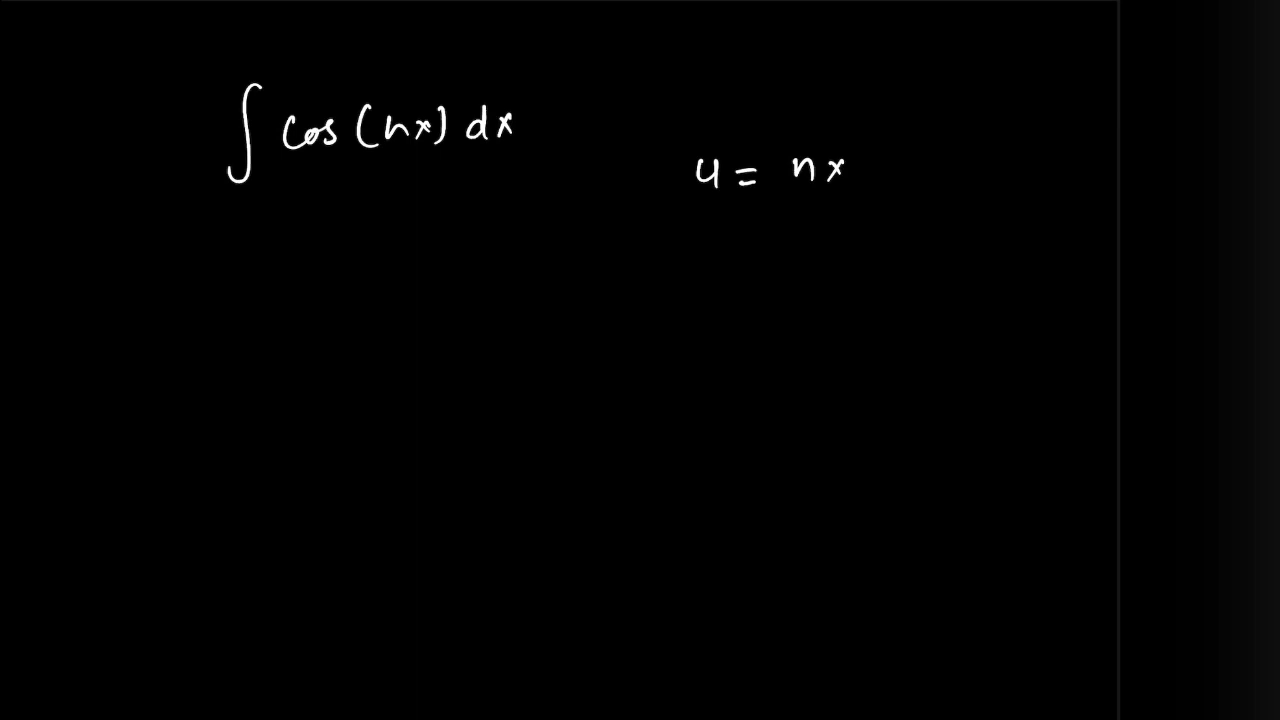 ∫ cos (nx) dx
u = nx